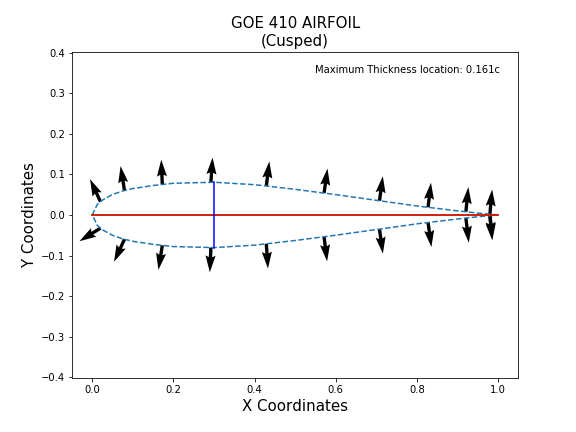 GOE 410 AIRFOIL
(Cusped)
Maximum Thickness location: 0.161c
0.4
0.3
0.2
0.1
0.0
−0.1
−0.2
−0.3
−0.4
Y Coordinates
0.0 0.2 0.4 0.6 0.8 1.0
X Coordinates